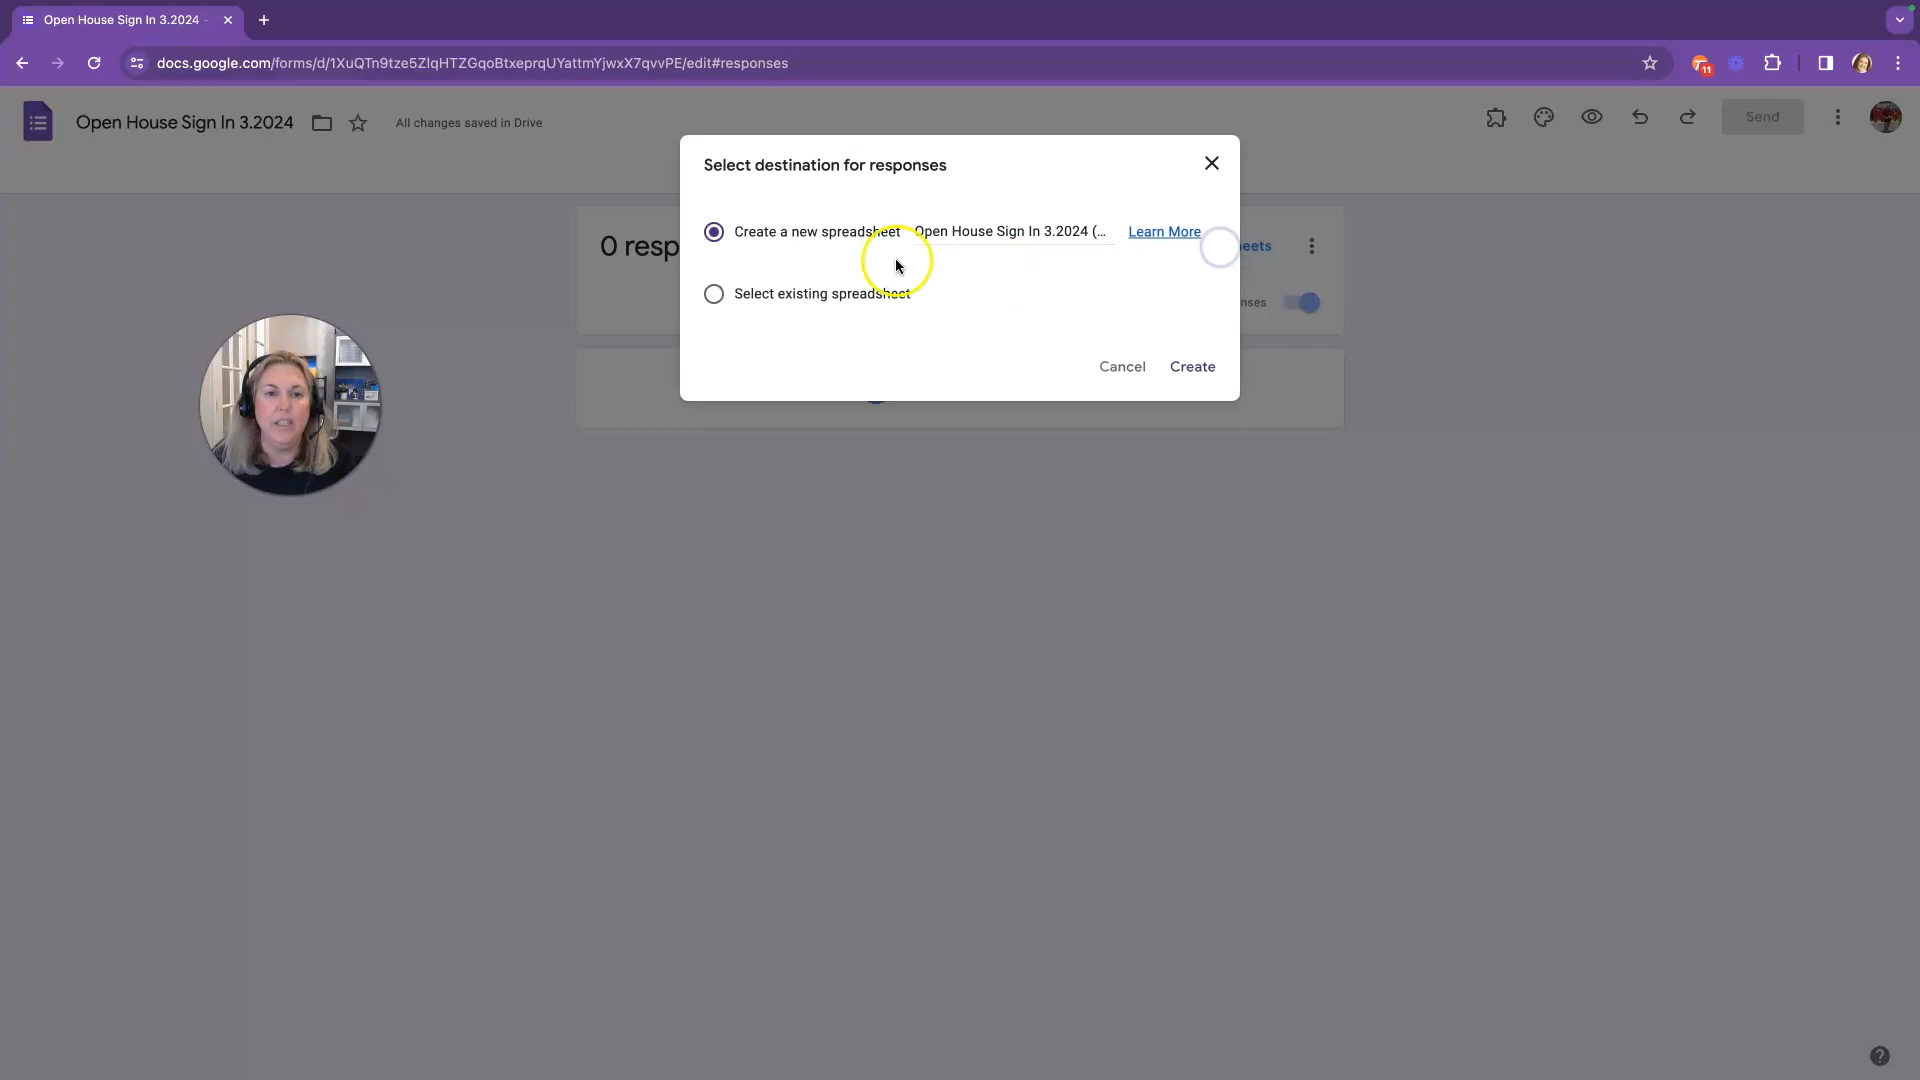 Open House Sign In 3.2024 -
docs.google.com/forms/d/1XuQTn9tze5ZlqHTZGqoBtxeprqUYattmYjwxX7qvvPE/edit#responses
11
Open House Sign In 3.2024
All changes saved in Drive
Send
Select destination for responses
Create a new spreadsheet
Open House Sign In 3.2024 (...
Learn More
0 resp
eets
Select existing spreadsheet
nses
Cancel
Create